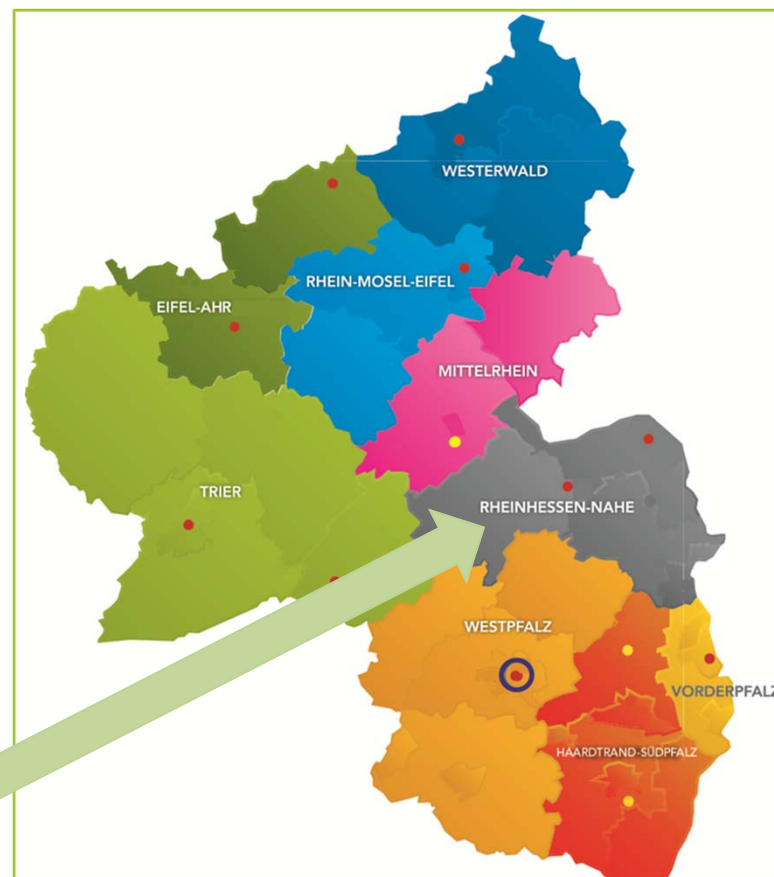 WESTERWALD
RHEIN-MOSEL-EIFEL
EIFEL-AHR
MITTELRHEIN
TRIER
RHEINHESSEN-NAHE
WESTPFALZ
VORDERPFALZ
HAARDTRAND-SÜDPFALZ